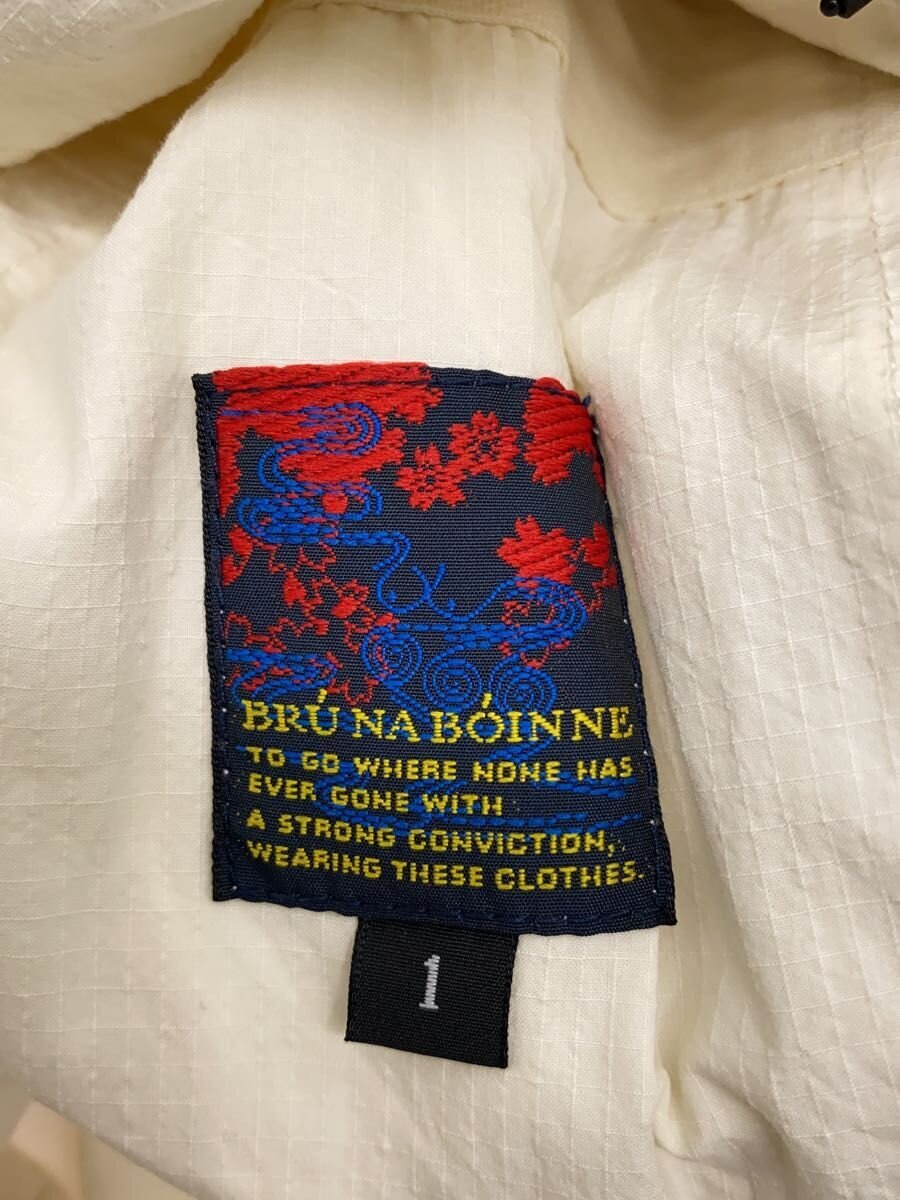 BRÚ NA BÓINNE
TO GO WHERE NONE HAS
EVER GONE WITH
A STRONG CONVICTION,
WEARING THESE CLOTHES.
1